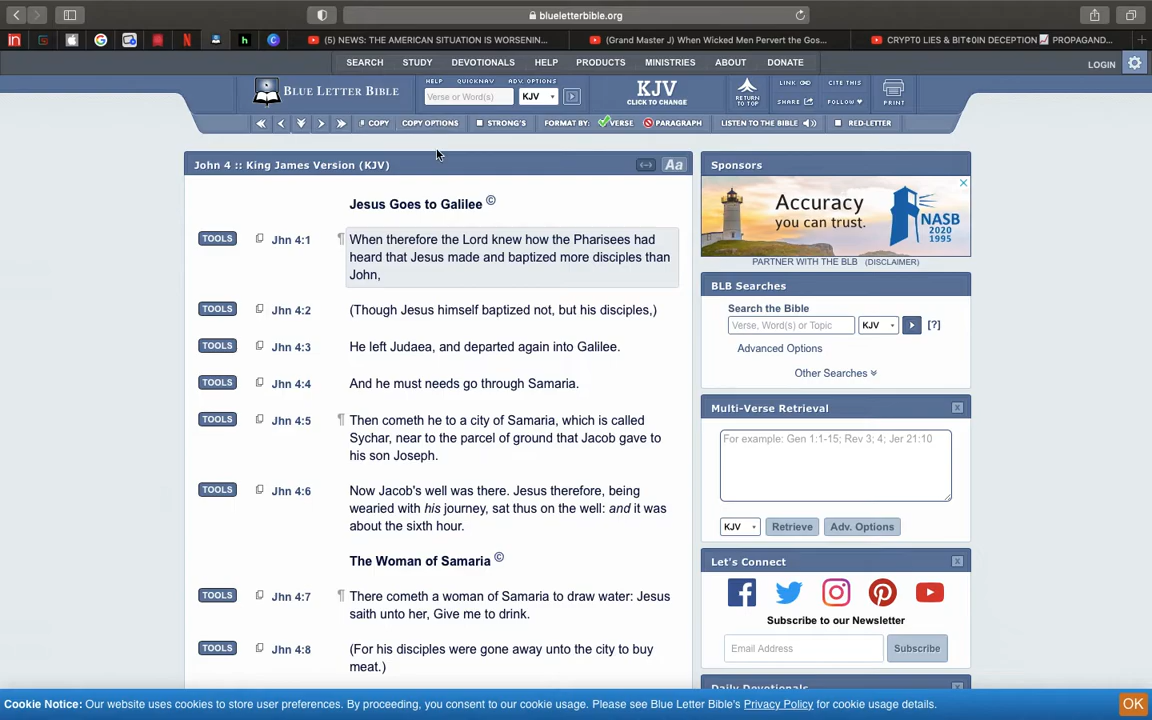 blueletterbible.org
(5) NEWS: THE AMERICAN SITUATION IS WORSENIN...
(Grand Master J) When Wicked Men Pervert the Gos...
CRYPT0 LIES & BIT¢0IN DECEPTION 📈 PROPAGAND...
SEARCH STUDY DEVOTIONALS HELP PRODUCTS MINISTRIES ABOUT DONATE
LOGIN
BLUE LETTER BIBLE
HELP QUICKNAV ADV. OPTIONS
Verse or Word(s) KJV
KJV
CLICK TO CHANGE
RETURN
TO TOP
LINK CITE THIS
SHARE FOLLOW
PRINT
COPY COPY OPTIONS STRONG'S FORMAT BY: VERSE PARAGRAPH LISTEN TO THE BIBLE RED-LETTER
John 4 :: King James Version (KJV)
Aa
Jesus Goes to Galilee ©
TOOLS Jhn 4:1 ¶ When therefore the Lord knew how the Pharisees had
heard that Jesus made and baptized more disciples than
John,
TOOLS Jhn 4:2 (Though Jesus himself baptized not, but his disciples,)
TOOLS Jhn 4:3 He left Judaea, and departed again into Galilee.
TOOLS Jhn 4:4 And he must needs go through Samaria.
TOOLS Jhn 4:5 ¶ Then cometh he to a city of Samaria, which is called
Sychar, near to the parcel of ground that Jacob gave to
his son Joseph.
TOOLS Jhn 4:6 Now Jacob's well was there. Jesus therefore, being
wearied with his journey, sat thus on the well: and it was
about the sixth hour.
The Woman of Samaria ©
TOOLS Jhn 4:7 ¶ There cometh a woman of Samaria to draw water: Jesus
saith unto her, Give me to drink.
TOOLS Jhn 4:8 (For his disciples were gone away unto the city to buy
meat.)
Sponsors
Accuracy
you can trust.
NASB
2020
1995
PARTNER WITH THE BLB (DISCLAIMER)
BLB Searches
Search the Bible
Verse, Word(s) or Topic KJV [?]
Advanced Options
Other Searches
Multi-Verse Retrieval
For example: Gen 1:1-15; Rev 3; 4; Jer 21:10
KJV Retrieve Adv. Options
Let's Connect
Subscribe to our Newsletter
Email Address Subscribe
Daily Devotionals
Cookie Notice: Our website uses cookies to store user preferences. By proceeding, you consent to our cookie usage. Please see Blue Letter Bible's Privacy Policy for cookie usage details.
OK